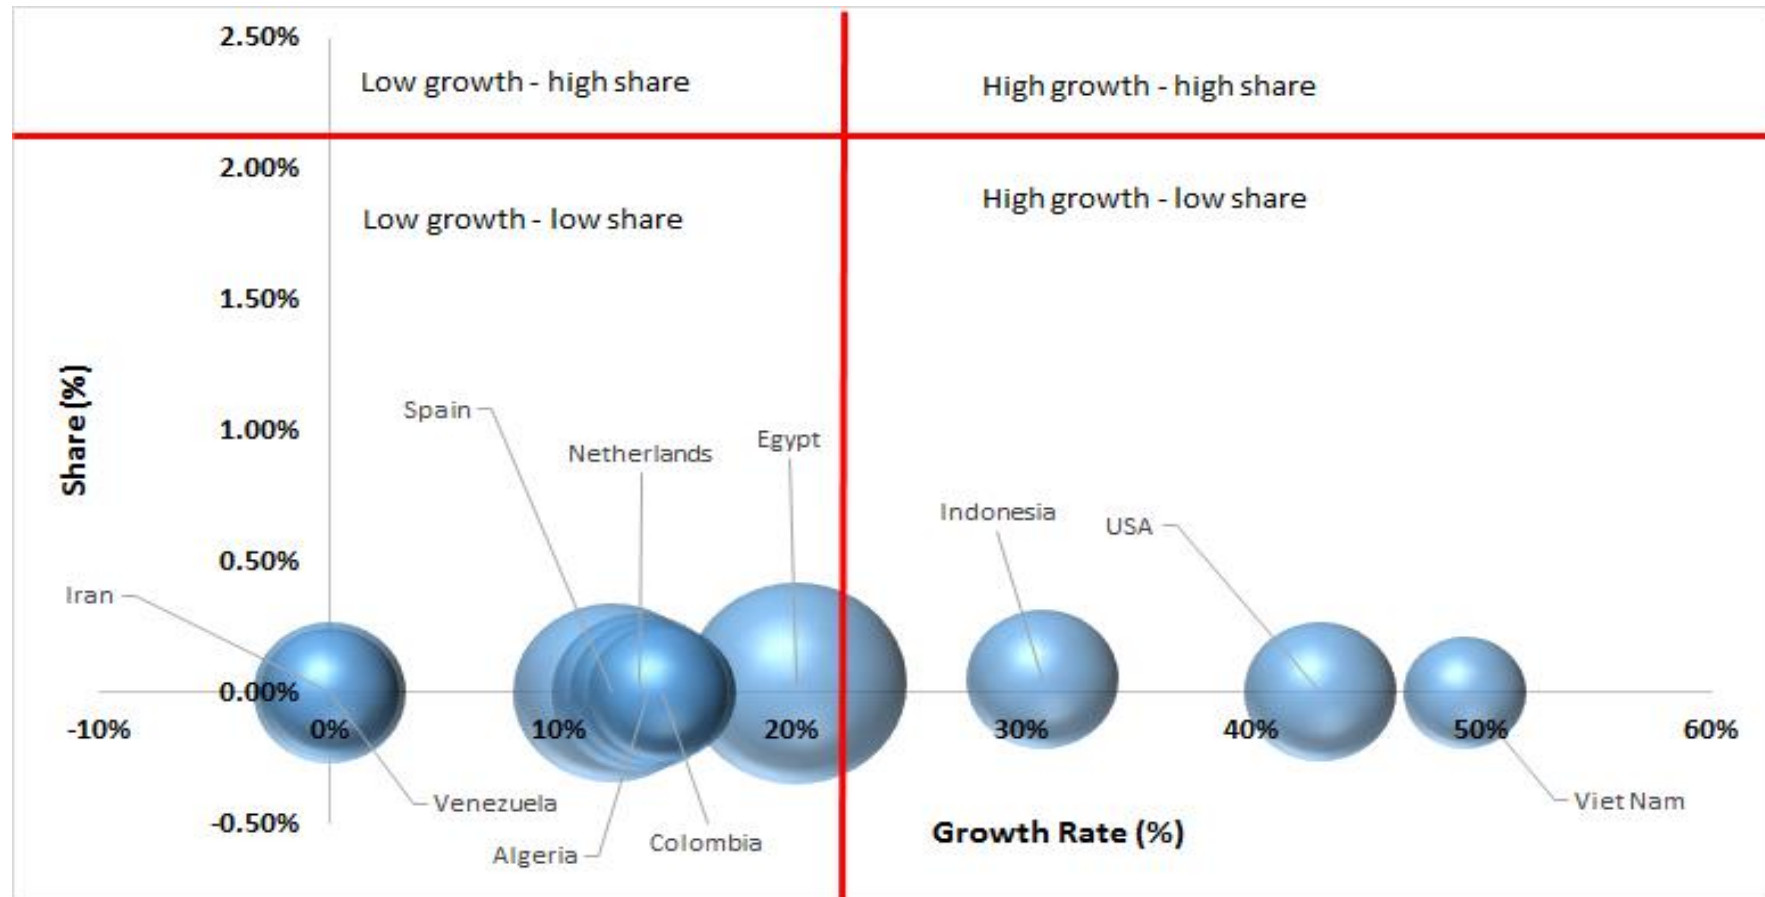 2.50%
Low growth - high share
High growth - high share
2.00%
High growth - low share
Low growth - low share
1.50%
Share (%)
Spain
1.00%
Egypt
Netherlands
Indonesia
USA
0.50%
Iran
0.00%
-10%
0%
10%
20%
30%
40%
50%
60%
Venezuela
Viet Nam
-0.50%
Growth Rate (%)
Colombia
Algeria